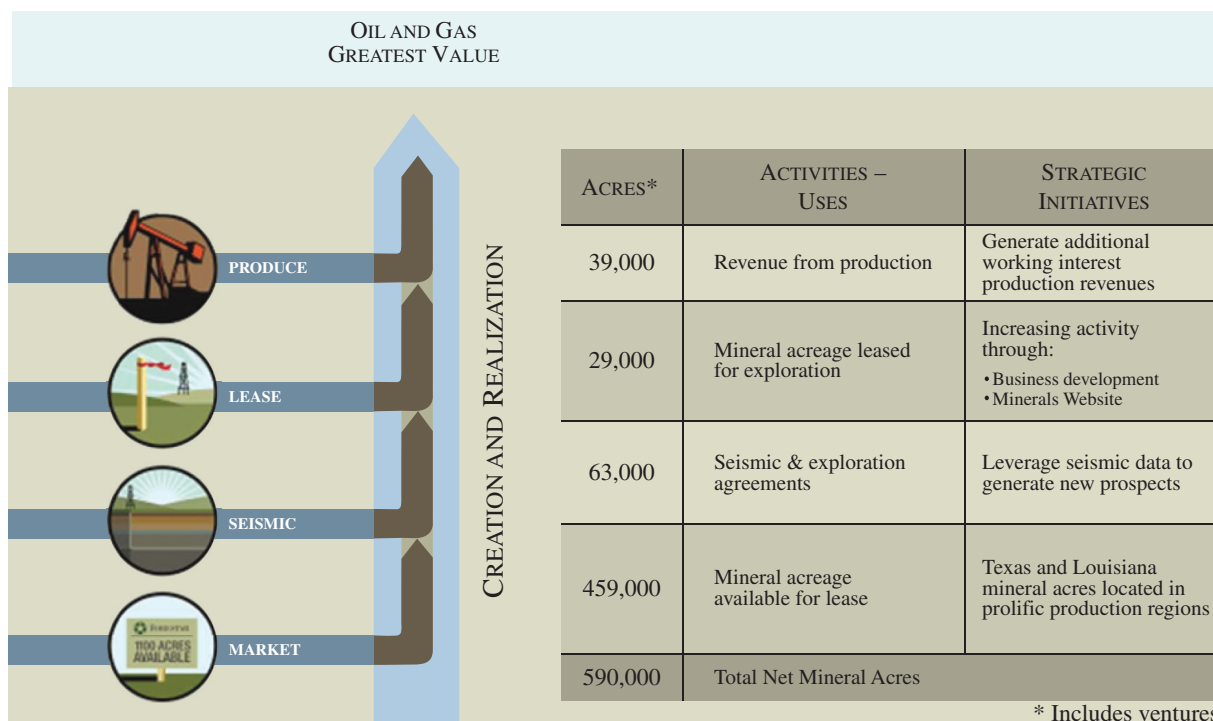 OIL AND GAS
GREATEST VALUE
PRODUCE
LEASE
SEISMIC
MARKET
1100 ACRES
AVAILABLE
CREATION AND REALIZATION
ACRES*
ACTIVITIES –
USES
STRATEGIC
INITIATIVES
39,000
Revenue from production
Generate additional
working interest
production revenues
29,000
Mineral acreage leased
for exploration
Increasing activity
through:
• Business development
• Minerals Website
63,000
Seismic & exploration
agreements
Leverage seismic data to
generate new prospects
459,000
Mineral acreage
available for lease
Texas and Louisiana
mineral acres located in
prolific production regions
590,000
Total Net Mineral Acres
* Includes ventures